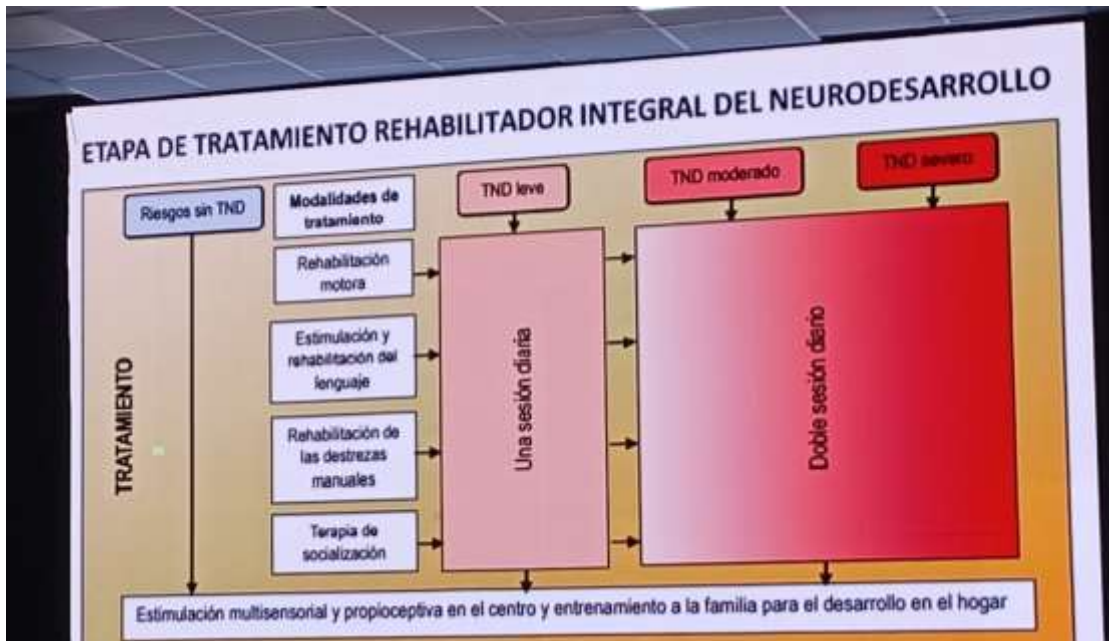 ETAPA DE TRATAMIENTO REHABILITADOR INTEGRAL DEL NEURODESARROLLO
Riesgos sin TND
Modalidades de
tratamiento
TND leve
TND moderado
TND severo
Rehabilitación
motora
Estimulación y
rehabilitación del
lenguaje
Rehabilitación de
las destrezas
manuales
Terapia de
socialización
TRATAMIENTO
Una sesión diaria
Doble sesión diario
Estimulación multisensorial y propioceptiva en el centro y entrenamiento a la familia para el desarrollo en el hogar